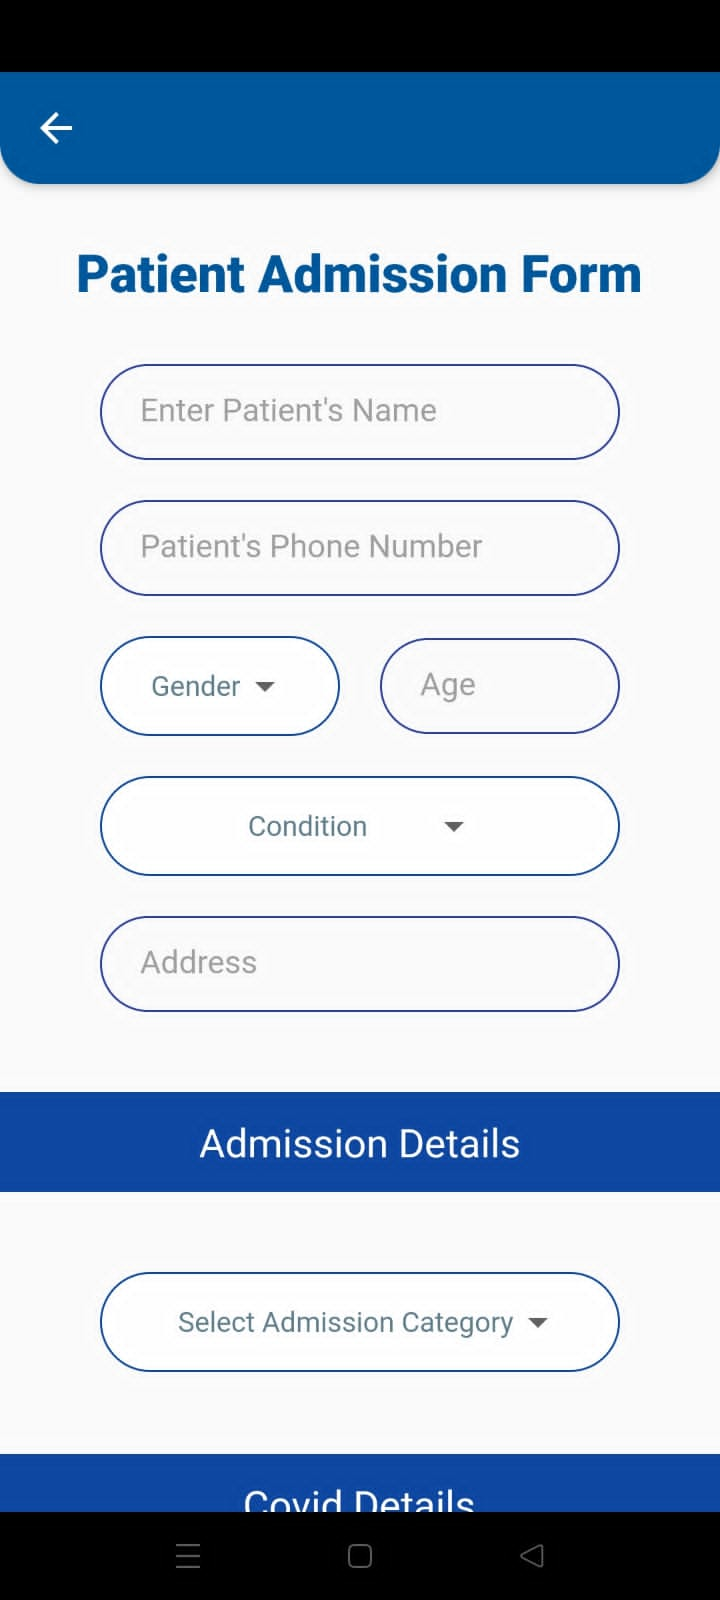 Patient Admission Form
Enter Patient's Name
Patient's Phone Number
Gender
Age
Condition
Address
Admission Details
Select Admission Category
Covid Details